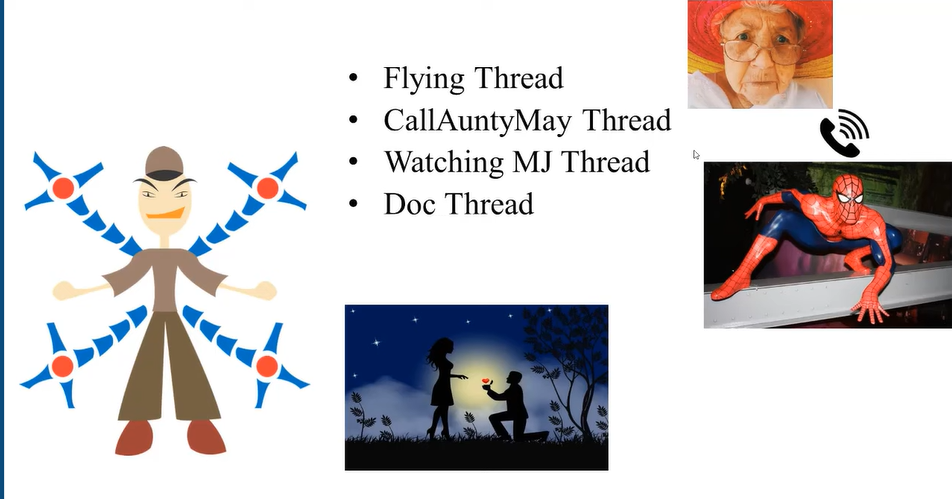 • Flying Thread
• CallAuntyMay Thread
• Watching MJ Thread
• Doc Thread